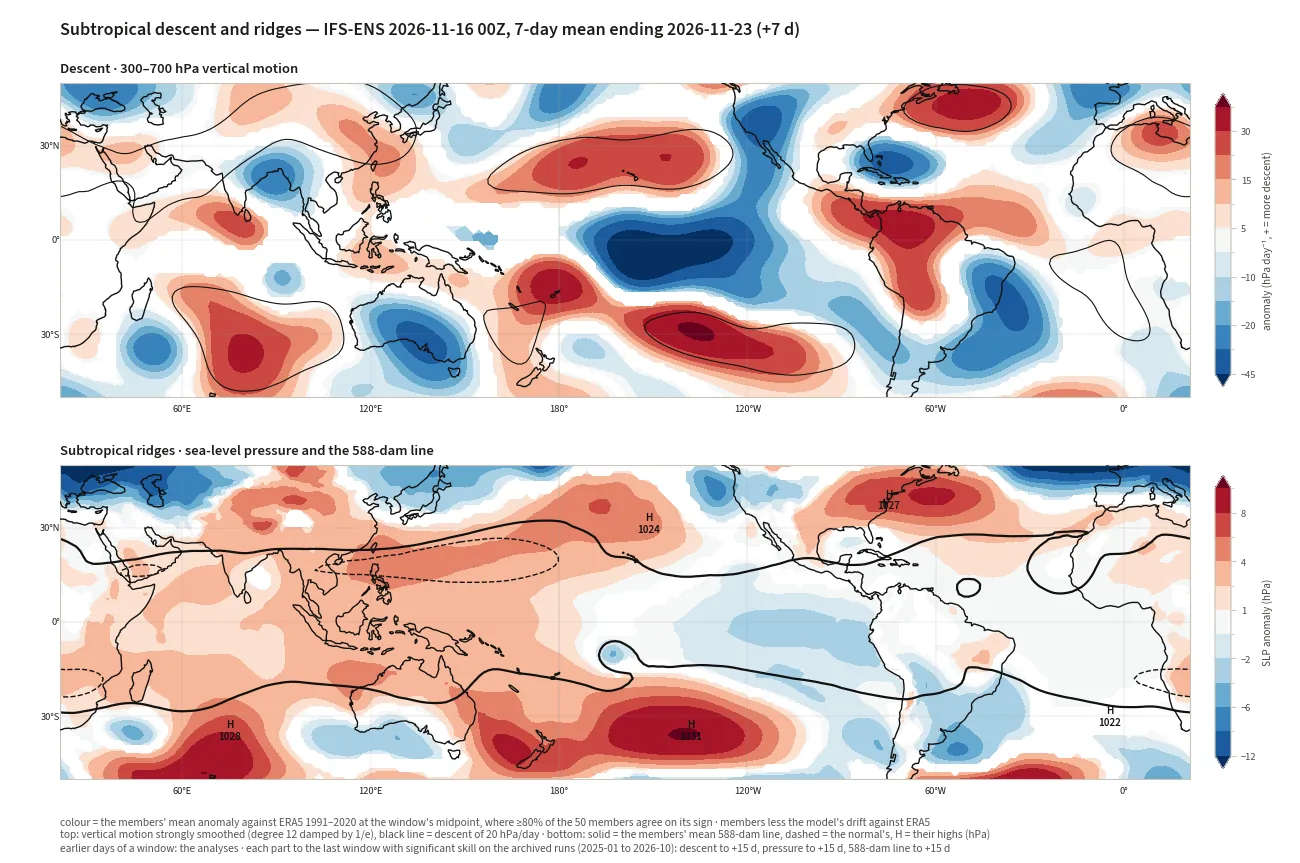 Subtropical descent and ridges — IFS-ENS 2026-11-16 00Z, 7-day mean ending 2026-11-23 (+7 d)
Descent · 300–700 hPa vertical motion
30°N
0°
30°S
60°E
120°E
180°
120°W
60°W
0°
30
15
5
−10
−20
−45
anomaly (hPa day⁻¹, + = more descent)
Subtropical ridges · sea-level pressure and the 588-dam line
H
1027
H
1024
H
1028
H
1031
H
1022
30°N
0°
30°S
60°E
120°E
180°
120°W
60°W
0°
8
4
1
−2
−6
−12
SLP anomaly (hPa)
colour = the members' mean anomaly against ERA5 1991–2020 at the window's midpoint, where ≥80% of the 50 members agree on its sign · members less the model's drift against ERA5
top: vertical motion strongly smoothed (degree 12 damped by 1/e), black line = descent of 20 hPa/day · bottom: solid = the members' mean 588-dam line, dashed = the normal's, H = their highs (hPa)
earlier days of a window: the analyses · each part to the last window with significant skill on the archived runs (2025-01 to 2026-10): descent to +15 d, pressure to +15 d, 588-dam line to +15 d